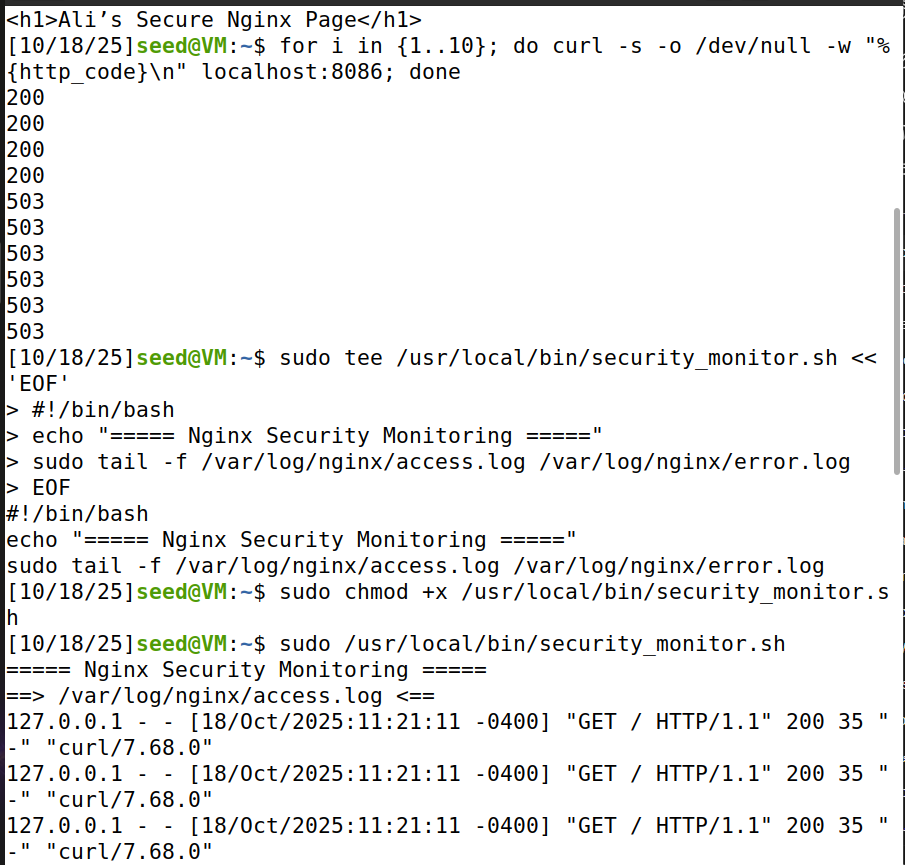 <h1>Ali’s Secure Nginx Page</h1>
[10/18/25]seed@VM:~$ for i in {1..10}; do curl -s -o /dev/null -w "%
{http_code}\n" localhost:8086; done
200
200
200
200
503
503
503
503
503
503
[10/18/25]seed@VM:~$ sudo tee /usr/local/bin/security_monitor.sh <<
'EOF'
> #!/bin/bash
> echo "===== Nginx Security Monitoring ====="
> sudo tail -f /var/log/nginx/access.log /var/log/nginx/error.log
> EOF
#!/bin/bash
echo "===== Nginx Security Monitoring ====="
sudo tail -f /var/log/nginx/access.log /var/log/nginx/error.log
[10/18/25]seed@VM:~$ sudo chmod +x /usr/local/bin/security_monitor.s
h
[10/18/25]seed@VM:~$ sudo /usr/local/bin/security_monitor.sh
===== Nginx Security Monitoring =====
==> /var/log/nginx/access.log <==
127.0.0.1 - - [18/Oct/2025:11:21:11 -0400] "GET / HTTP/1.1" 200 35 "
-" "curl/7.68.0"
127.0.0.1 - - [18/Oct/2025:11:21:11 -0400] "GET / HTTP/1.1" 200 35 "
-" "curl/7.68.0"
127.0.0.1 - - [18/Oct/2025:11:21:11 -0400] "GET / HTTP/1.1" 200 35 "
-" "curl/7.68.0"